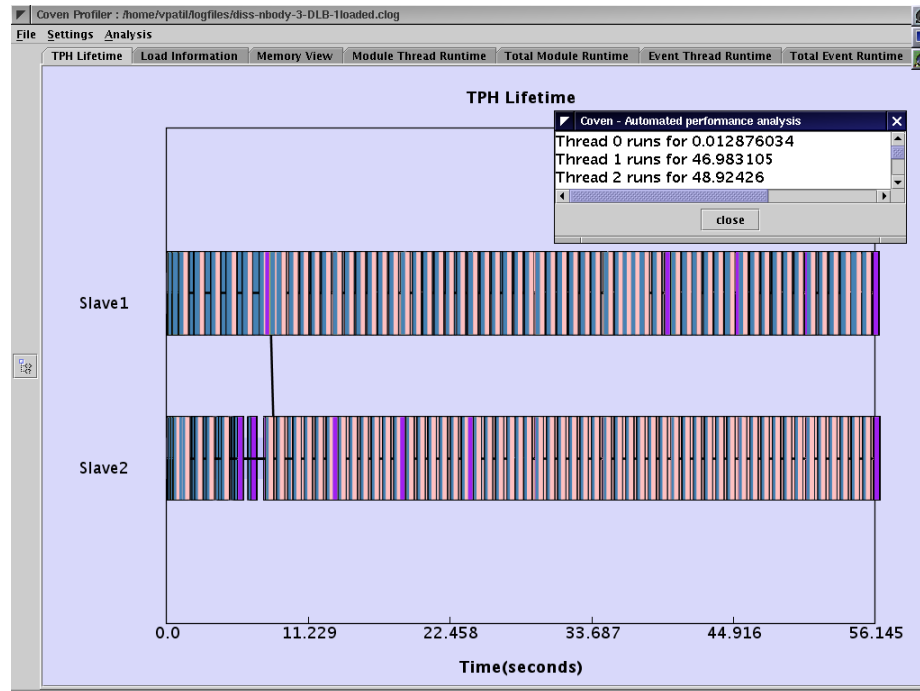 Coven Profiler : /home/vpatil/logfiles/diss-nbody-3-DLB-1loaded.clog
File Settings Analysis
TPH Lifetime Load Information Memory View Module Thread Runtime Total Module Runtime Event Thread Runtime Total Event Runtime
TPH Lifetime
Coven - Automated performance analysis
Thread 0 runs for 0.012876034
Thread 1 runs for 46.983105
Thread 2 runs for 48.92426
close
Slave1
Slave2
0.0 11.229 22.458 33.687 44.916 56.145
Time(seconds)